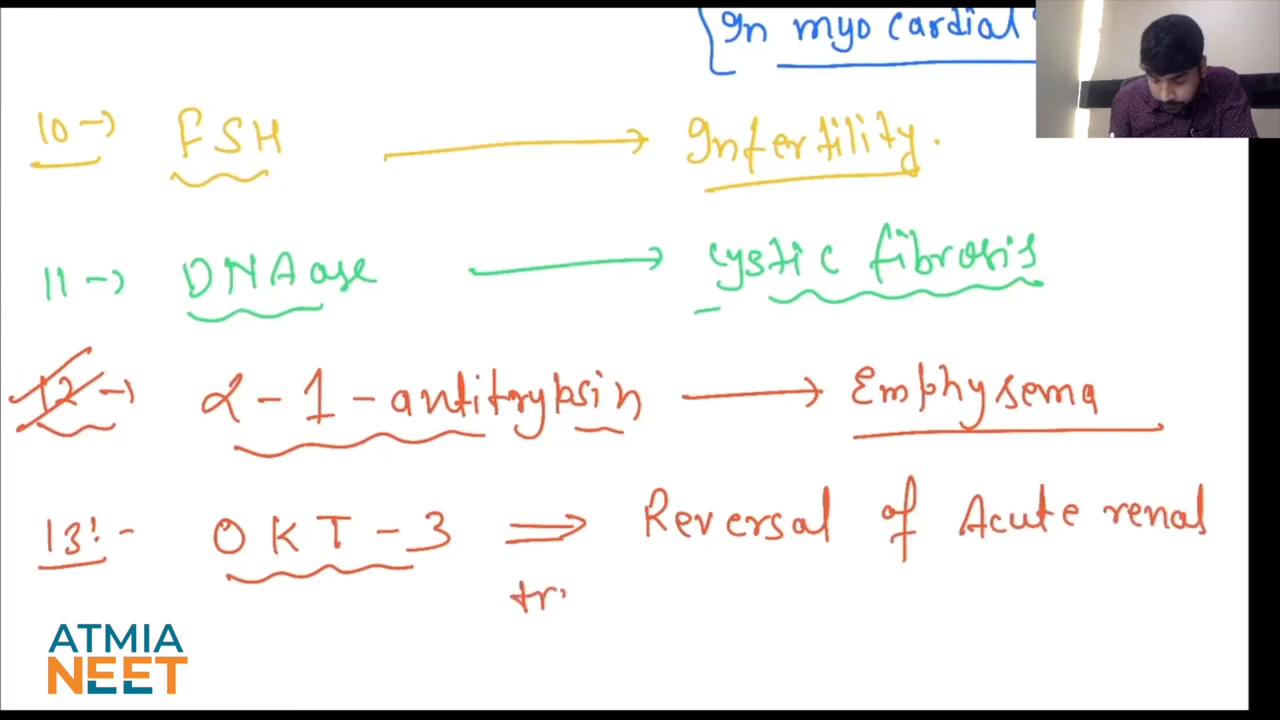 In myo cardial
10→ FSH → Infertility.
11→ DNAase → cystic fibrosis
12→ α-1-antitrypsin → Emphysema
13!- OKT-3 ⇒ Reversal of Acute renal
tr
ATMIA
NEET